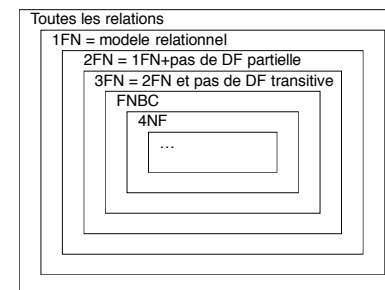 Toutes les relations
1FN = modele relationnel
2FN = 1FN+pas de DF partielle
3FN = 2FN et pas de DF transitive
FNBC
4NF
...